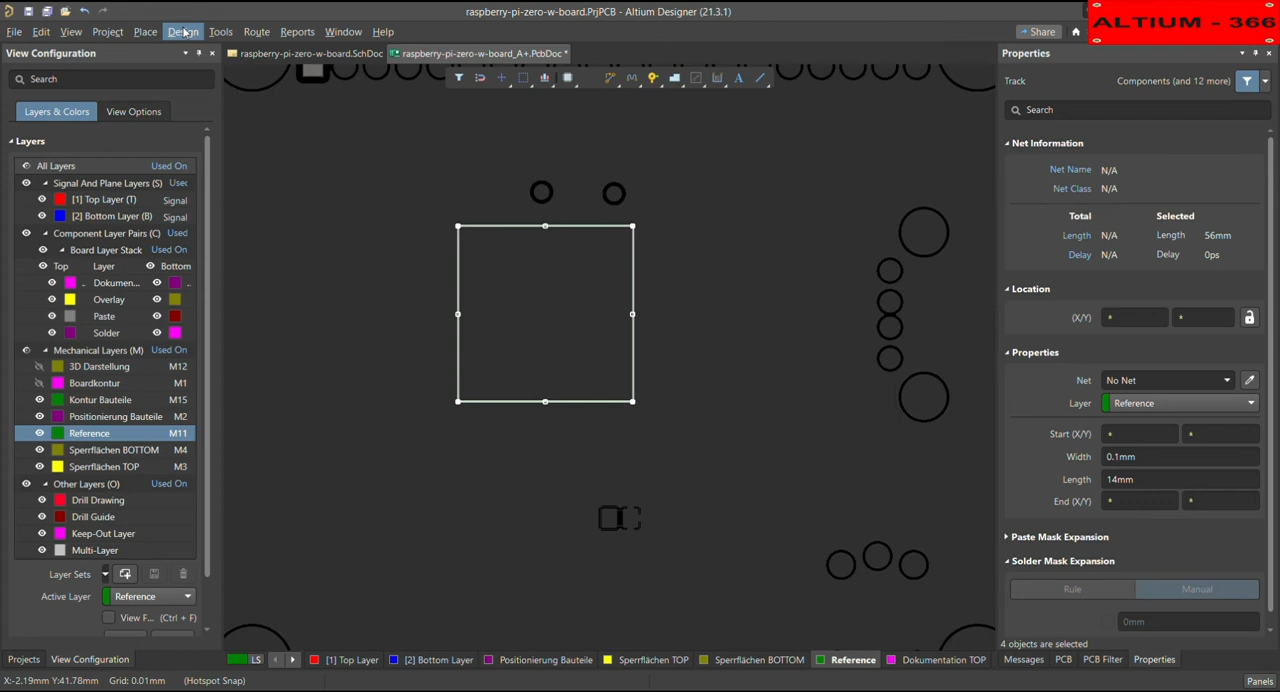 raspberry-pi-zero-w-board.PrjPCB - Altium Designer (21.3.1)
ALTIUM - 366
File Edit View Project Place Design Tools Route Reports Window Help
Share
View Configuration
raspberry-pi-zero-w-board.SchDoc
raspberry-pi-zero-w-board_A+.PcbDoc *
Properties
Search
Track
Components (and 12 more)
Layers & Colors
View Options
Search
Layers
Net Information
All Layers Used On
Signal And Plane Layers (S) Used
Net Name N/A
[1] Top Layer (T) Signal
Net Class N/A
[2] Bottom Layer (B) Signal
Total Selected
Component Layer Pairs (C) Used
Length N/A Length 56mm
Board Layer Stack Used On
Delay N/A Delay 0ps
Top Layer Bottom
Dokumen...
Location
Overlay
Paste
(X/Y) * *
Solder
Mechanical Layers (M) Used On
Properties
3D Darstellung M12
Net No Net
Boardkontur M1
Layer Reference
Kontur Bauteile M15
Positionierung Bauteile M2
Reference M11
Start (X/Y) * *
Sperrflächen BOTTOM M4
Width 0.1mm
Sperrflächen TOP M3
Length 14mm
Other Layers (O) Used On
End (X/Y) * *
Drill Drawing
Drill Guide
Keep-Out Layer
Paste Mask Expansion
Multi-Layer
Solder Mask Expansion
Layer Sets
Rule Manual
Active Layer Reference
View F... (Ctrl + F)
0mm
4 objects are selected
Projects View Configuration
LS [1] Top Layer [2] Bottom Layer Positionierung Bauteile Sperrflächen TOP Sperrflächen BOTTOM Reference Dokumentation TOP
Messages PCB PCB Filter Properties
X:-2.19mm Y:41.78mm Grid: 0.01mm (Hotspot Snap)
Panels